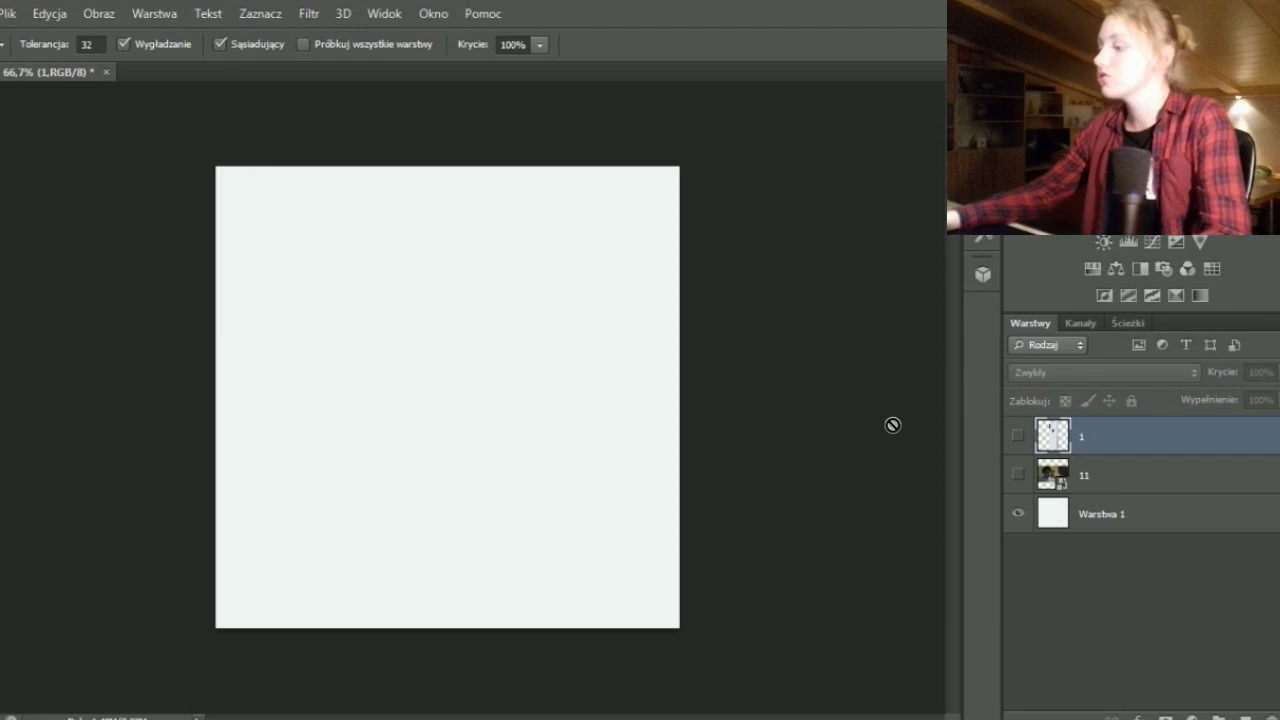 Plik Edycja Obraz Warstwa Tekst Zaznacz Filtr 3D Widok Okno Pomoc
Tolerancja: 32 Wygładzanie Sąsiadujący Próbkuj wszystkie warstwy Krycie: 100%
66,7% (1,RGB/8) * ×
Warstwy Kanały Ścieżki
Rodzaj
Zwykły Krycie: 100%
Zablokuj: Wypełnienie: 100%
1
11
Warstwa 1